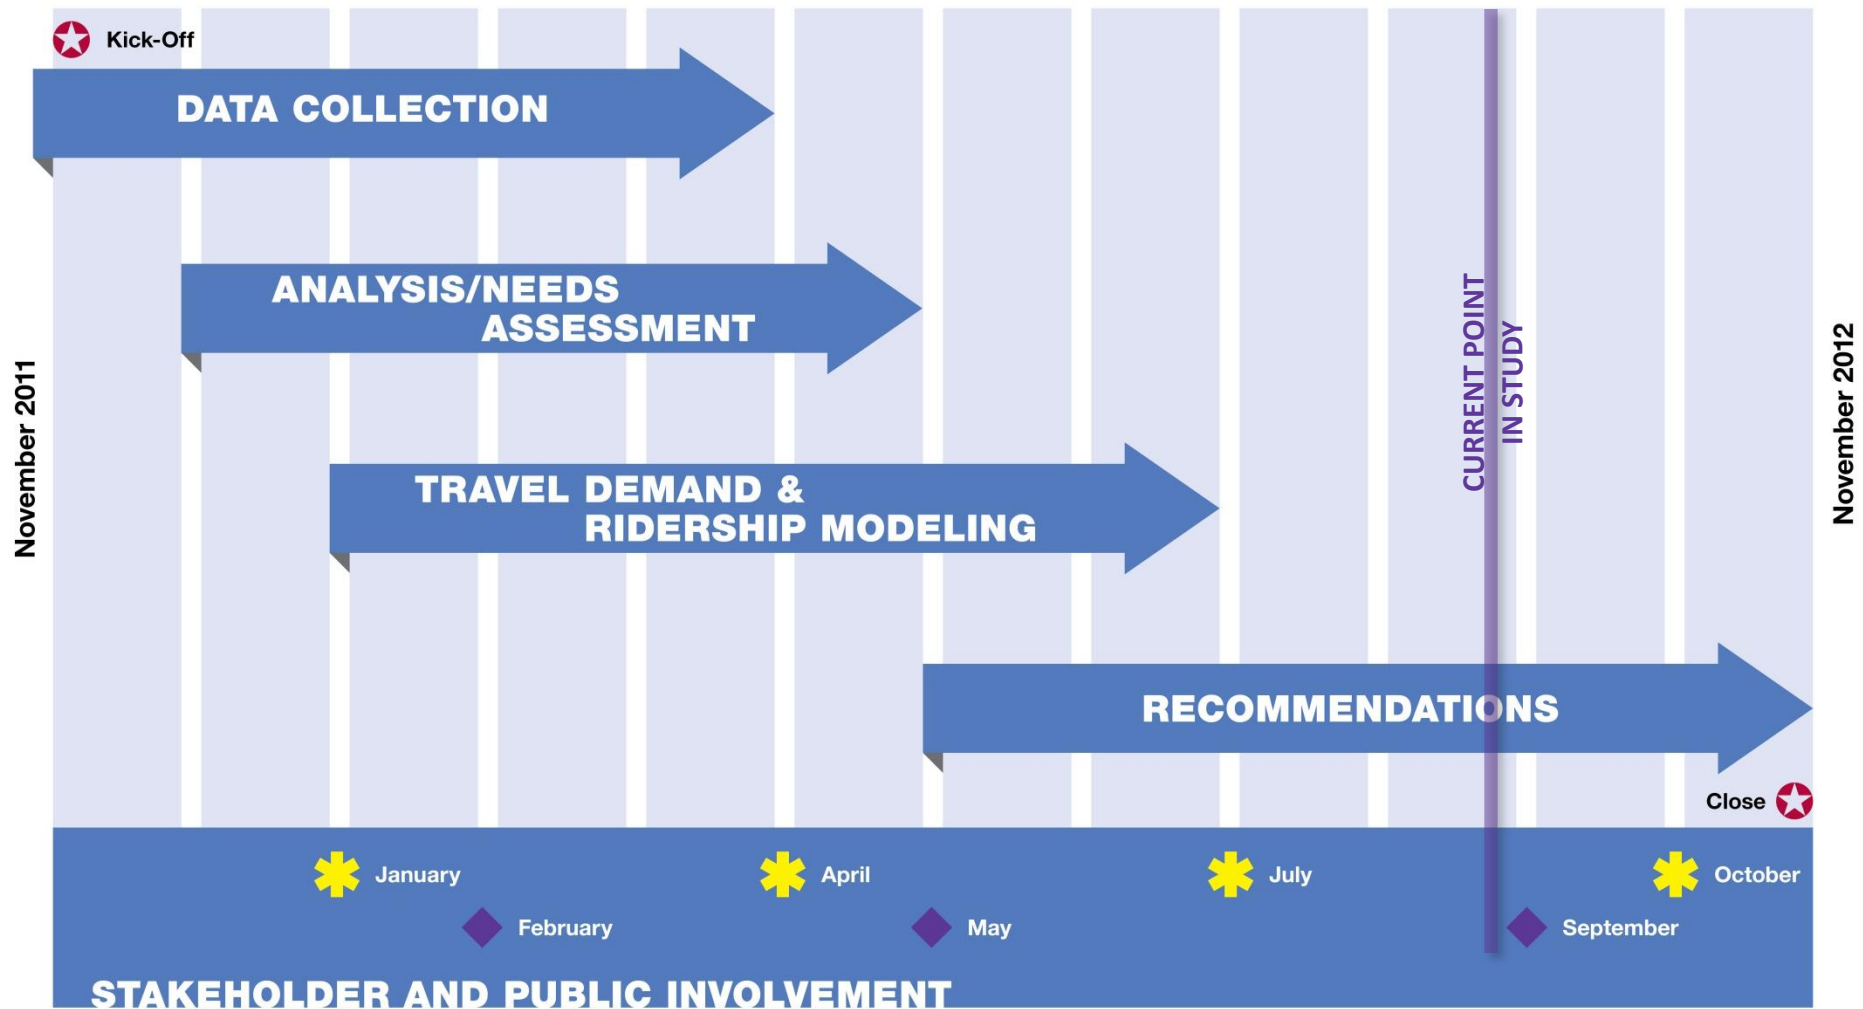 Kick-Off
DATA COLLECTION
ANALYSIS/NEEDS
ASSESSMENT
TRAVEL DEMAND &
RIDERSHIP MODELING
RECOMMENDATIONS
November 2011
CURRENT POINT
IN STUDY
November 2012
Close
January
April
July
October
February
May
September
STAKEHOLDER AND PUBLIC INVOLVEMENT